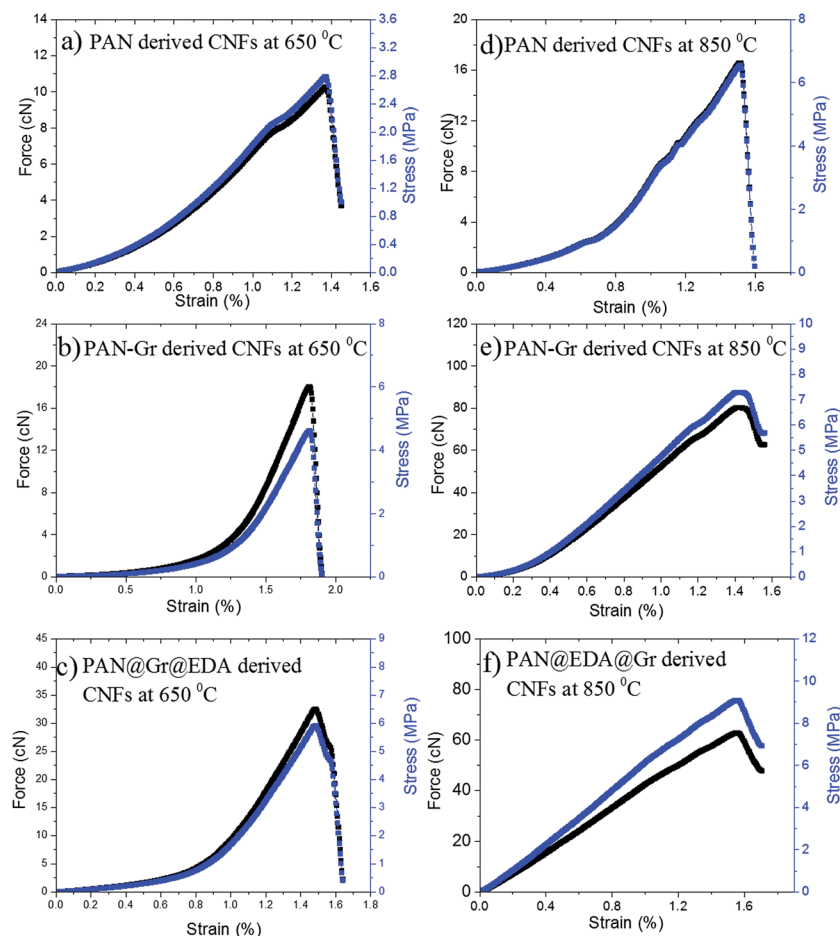 a) PAN derived CNFs at 650 ⁰C
Force (cN)
14
12
10
8
6
4
2
0
Stress (MPa)
3.6
3.2
2.8
2.4
2.0
1.6
1.2
0.8
0.4
0.0
0.0 0.2 0.4 0.6 0.8 1.0 1.2 1.4 1.6
Strain (%)
d) PAN derived CNFs at 850 ⁰C
Force (cN)
20
16
12
8
4
0
Stress (MPa)
8
6
4
2
0
0.0 0.4 0.8 1.2 1.6
Strain (%)
b) PAN-Gr derived CNFs at 650 ⁰C
Force (cN)
24
20
18
12
8
4
0
Stress (MPa)
6
6
4
2
0
0.0 0.5 1.0 1.5 2.0
Strain (%)
e) PAN-Gr derived CNFs at 850 ⁰C
Force (cN)
120
100
80
60
40
20
0
Stress (MPa)
10
9
8
7
6
5
4
3
2
1
0
0.0 0.2 0.4 0.6 0.8 1.0 1.2 1.4 1.6
Strain (%)
c) PAN@Gr@EDA derived
CNFs at 650 ⁰C
Force (cN)
45
40
35
30
25
20
15
10
5
0
Stress (MPa)
9
8
7
6
5
4
3
2
1
0
0.0 0.2 0.4 0.6 0.8 1.0 1.2 1.4 1.6 1.8
Strain (%)
f) PAN@EDA@Gr derived
CNFs at 850 ⁰C
Force (cN)
100
80
60
40
20
0
Stress (MPa)
12
10
8
6
4
2
0
0.0 0.4 0.8 1.2 1.6
Strain (%)